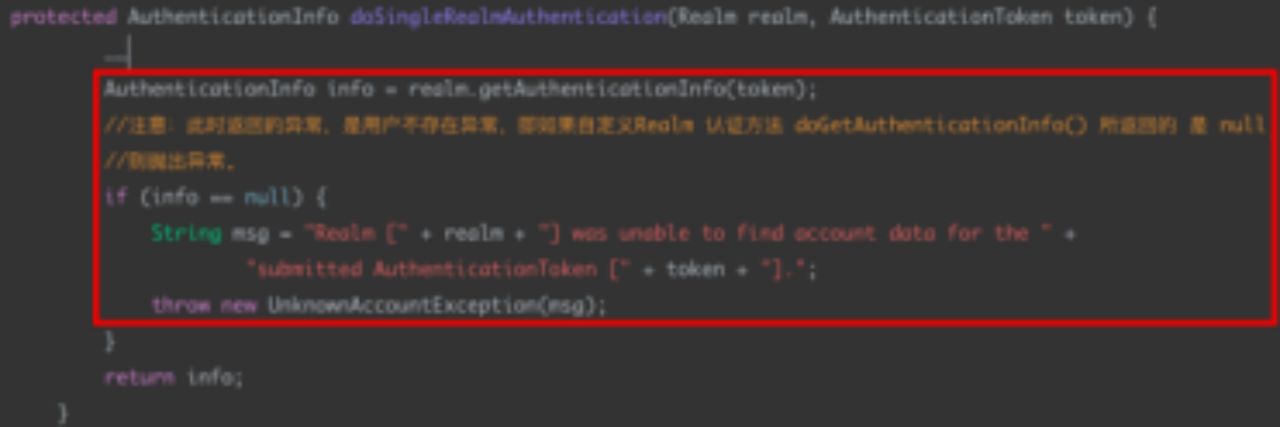 protected AuthenticationInfo doSingleRealmAuthentication(Realm realm, AuthenticationToken token) {
AuthenticationInfo info = realm.getAuthenticationInfo(token);
//注意：此时返回的异常，是用户不存在异常，即如果自定义Realm 认证方法 doGetAuthenticationInfo() 所返回的 是 null
//则抛出异常。
if (info == null) {
String msg = "Realm [" + realm + "] was unable to find account data for the " +
"submitted AuthenticationToken [" + token + "].";
throw new UnknownAccountException(msg);
}
return info;
}